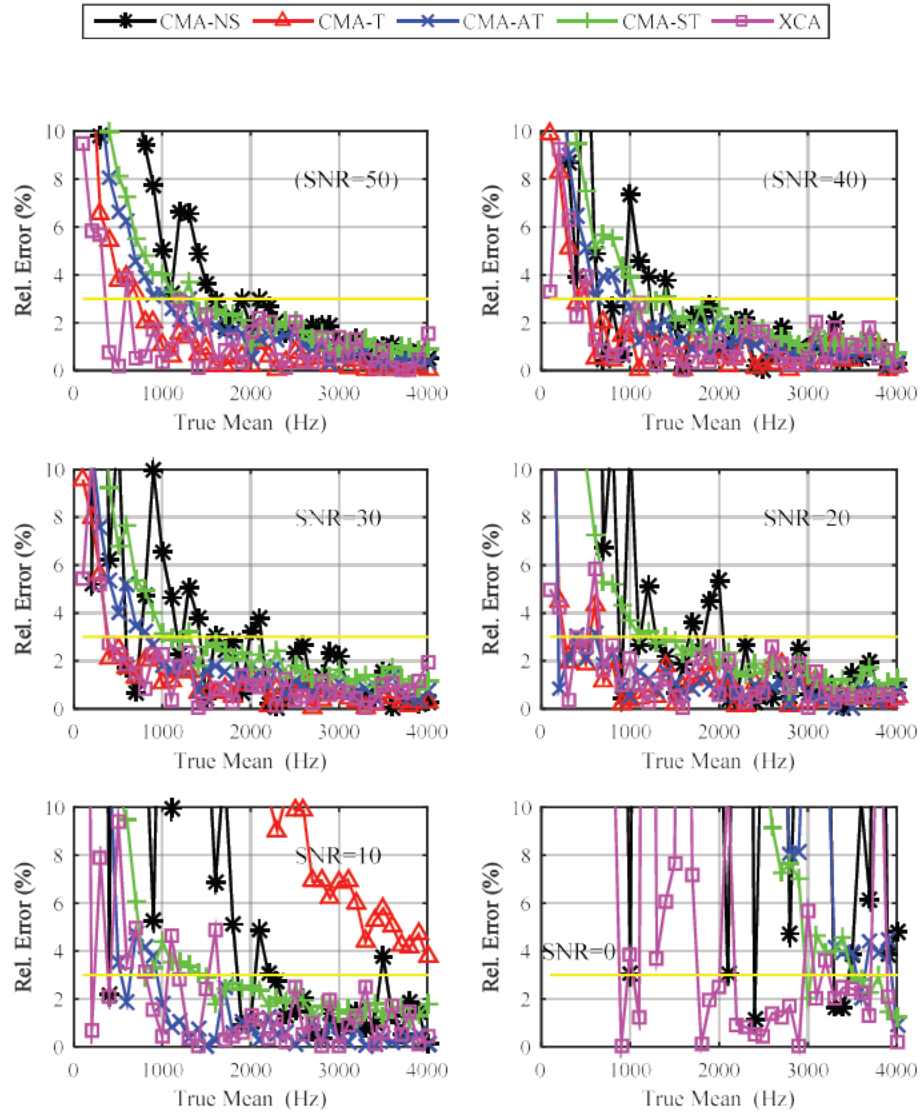 CMA-NS CMA-T CMA-AT CMA-ST XCA
10 8 6 4 2 0
Rel. Error (%)
(SNR=50)
0 1000 2000 3000 4000
True Mean (Hz)
10 8 6 4 2 0
Rel. Error (%)
(SNR=40)
0 1000 2000 3000 4000
True Mean (Hz)
10 8 6 4 2 0
Rel. Error (%)
SNR=30
0 1000 2000 3000 4000
True Mean (Hz)
10 8 6 4 2 0
Rel. Error (%)
SNR=20
0 1000 2000 3000 4000
True Mean (Hz)
10 8 6 4 2 0
Rel. Error (%)
SNR=10
0 1000 2000 3000 4000
True Mean (Hz)
10 8 6 4 2 0
Rel. Error (%)
SNR=0
0 1000 2000 3000 4000
True Mean (Hz)